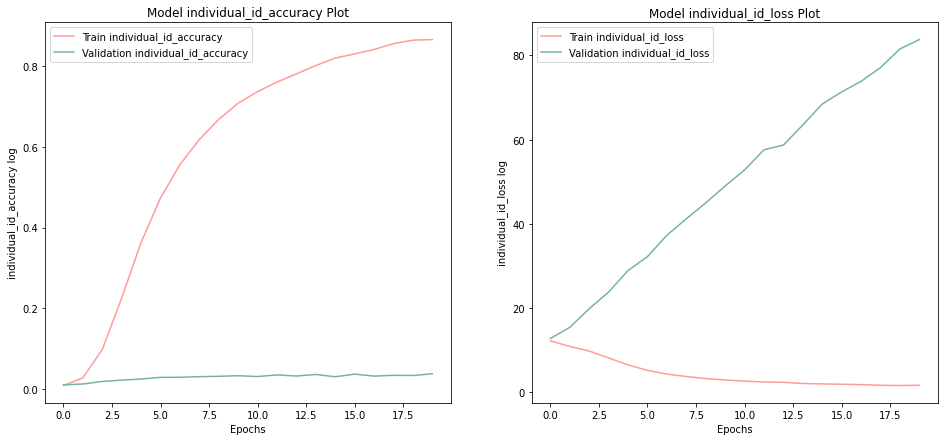 Model individual_id_accuracy Plot
Train individual_id_accuracy
Validation individual_id_accuracy
individual_id_accuracy log
0.8
0.6
0.4
0.2
0.0
0.0 2.5 5.0 7.5 10.0 12.5 15.0 17.5
Epochs
Model individual_id_loss Plot
Train individual_id_loss
Validation individual_id_loss
individual_id_loss log
80
60
40
20
0
0.0 2.5 5.0 7.5 10.0 12.5 15.0 17.5
Epochs